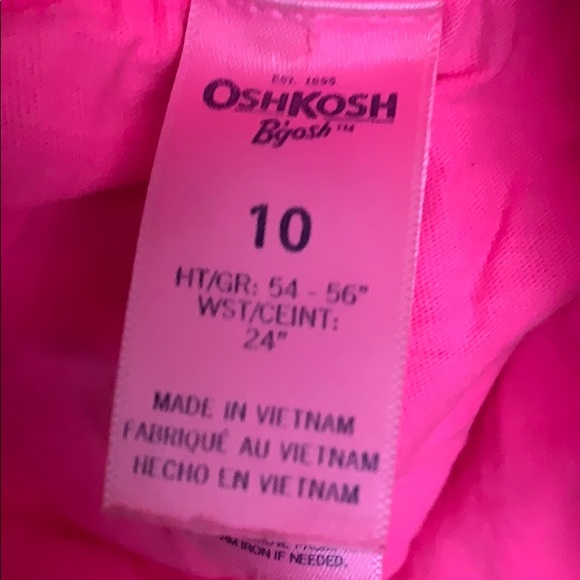 EST. 1895
OSHKOSH
B'gosh™
10
HT/GR: 54 - 56"
WST/CEINT:
24"
MADE IN VIETNAM
FABRIQUÉ AU VIETNAM
HECHO EN VIETNAM
IRON IF NEEDED.